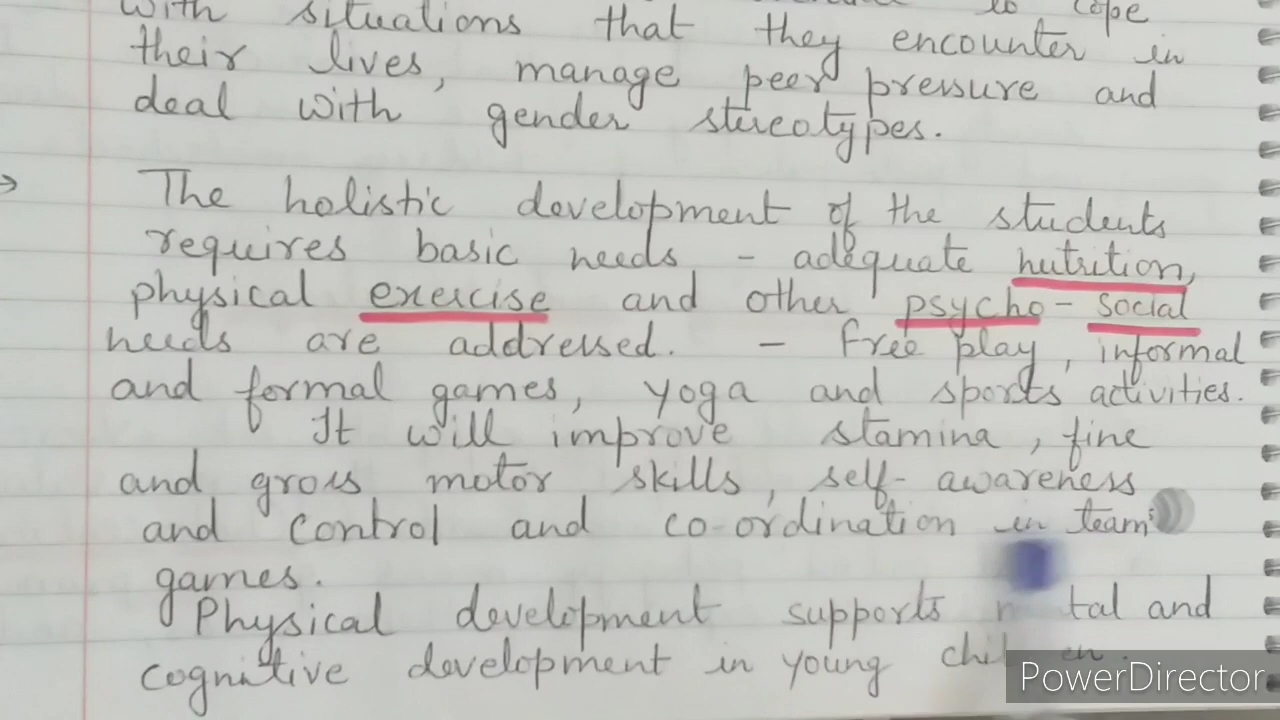 with situations that they encounter in
their lives, manage peer pressure and
deal with gender stereotypes.
→ The holistic development of the students
requires basic needs - adequate nutrition,
physical exercise and other psycho-social
needs are addressed. - free play, informal
and formal games, yoga and sports activities.
It will improve stamina, fine
and gross motor skills, self-awareness
and control and co-ordination in team
games.
Physical development supports and
cognitive development in young
PowerDirector